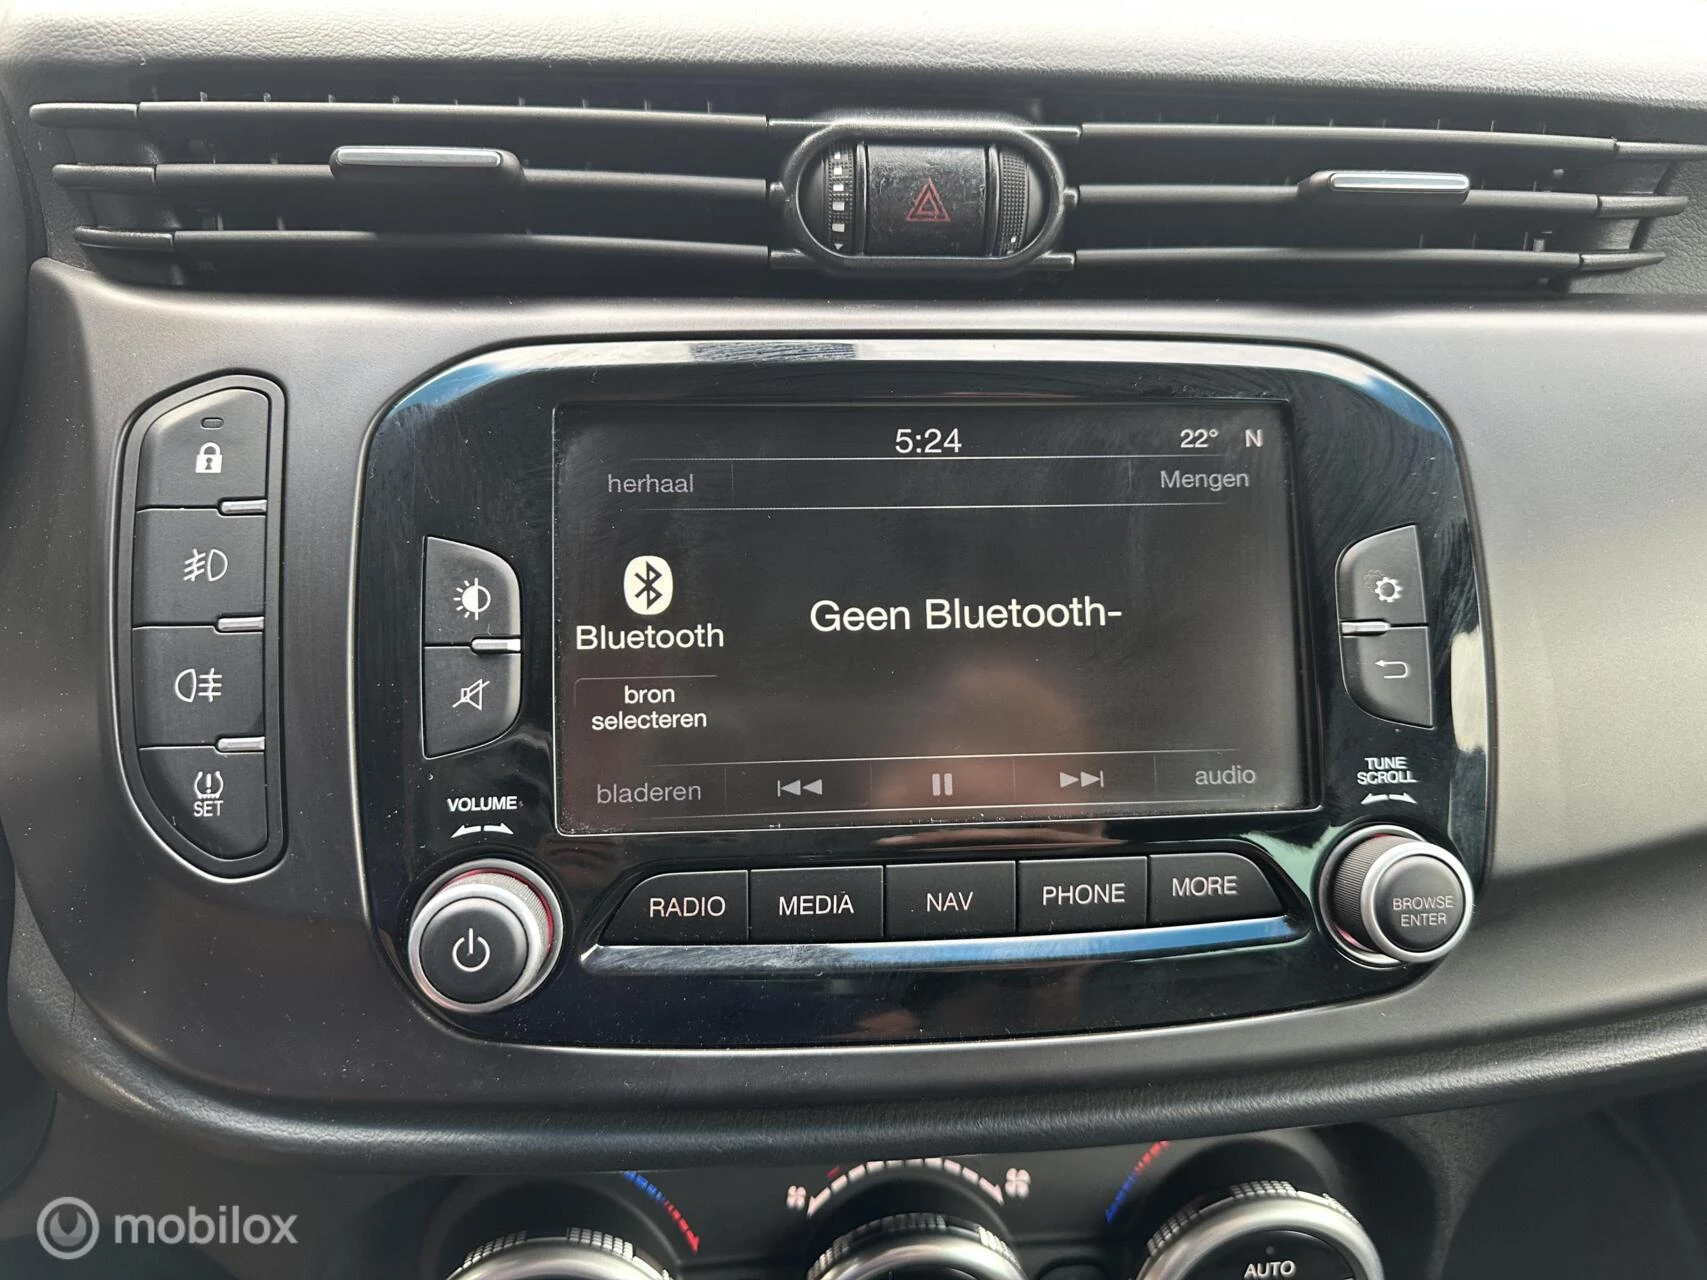 5:24
22° N
herhaal
Mengen
Bluetooth
Geen Bluetooth-
bron
selecteren
bladeren
audio
SET
VOLUME
TUNE
SCROLL
RADIO
MEDIA
NAV
PHONE
MORE
BROWSE
ENTER
AUTO
mobilox